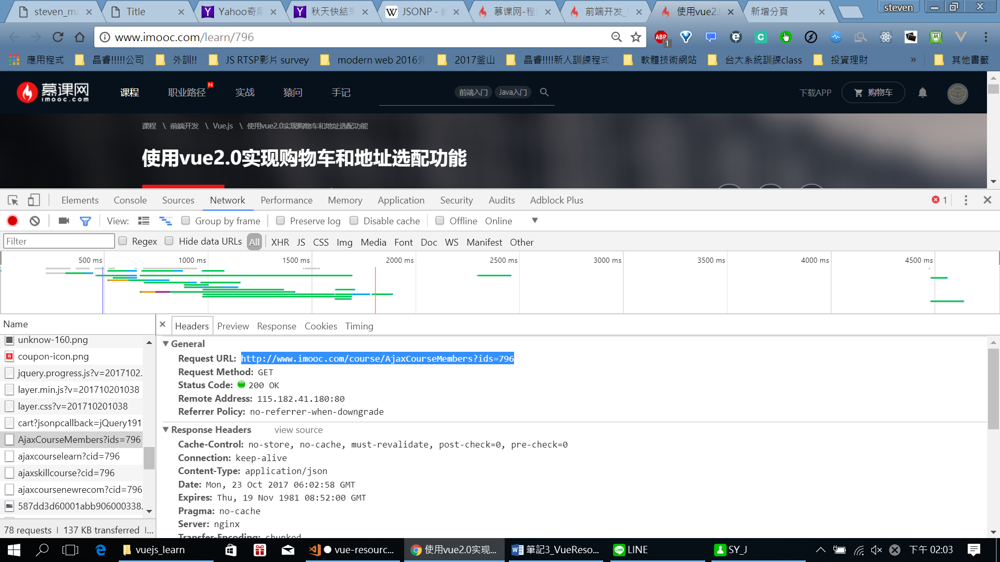 steven_ma
Title
Yahoo奇摩
秋天快結束
JSONP - 維
慕课网-程
前端开发_V
使用vue2.0
新增分頁
steven
www.imooc.com/learn/796
ABP
1
應用程式
晶睿!!!!!公司
外訓!!
JS RTSP影片 survey
modern web 2016外
2017釜山
晶睿!!!!新人訓練程式
軟體技術網站
台大系統訓練class
投資理財
»
其他書籤
慕课网
imooc.com
课程
职业路径
N
实战
猿问
手记
前端入门
Java入门
下载APP
购物车
课程 \ 前端开发 \ Vue.js \ 使用vue2.0实现购物车和地址选配功能
使用vue2.0实现购物车和地址选配功能
Elements Console Sources Network Performance Memory Application Security Audits Adblock Plus
1
View: Group by frame Preserve log Disable cache Offline Online
Filter Regex Hide data URLs All XHR JS CSS Img Media Font Doc WS Manifest Other
500 ms 1000 ms 1500 ms 2000 ms 2500 ms 3000 ms 3500 ms 4000 ms 4500 ms
Name
unknow-160.png
coupon-icon.png
jquery.progress.js?v=2017102.
layer.min.js?v=201710201038
layer.css?v=201710201038
cart?jsonpcallback=jQuery191
AjaxCourseMembers?ids=796
ajaxcourselearn?cid=796
ajaxskillcourse?cid=796
ajaxcoursenewrecom?cid=796
587dd3d60001abb906000338.
78 requests | 137 KB transferred |...
Headers Preview Response Cookies Timing
General
Request URL: http://www.imooc.com/course/AjaxCourseMembers?ids=796
Request Method: GET
Status Code: 200 OK
Remote Address: 115.182.41.180:80
Referrer Policy: no-referrer-when-downgrade
Response Headers view source
Cache-Control: no-store, no-cache, must-revalidate, post-check=0, pre-check=0
Connection: keep-alive
Content-Type: application/json
Date: Mon, 23 Oct 2017 06:02:58 GMT
Expires: Thu, 19 Nov 1981 08:52:00 GMT
Pragma: no-cache
Server: nginx
Transfer-Encoding: chunked
vuejs_learn
● vue-resourc...
使用vue2.0实现...
筆記3_VueReso...
LINE
SY_J
下午 02:03